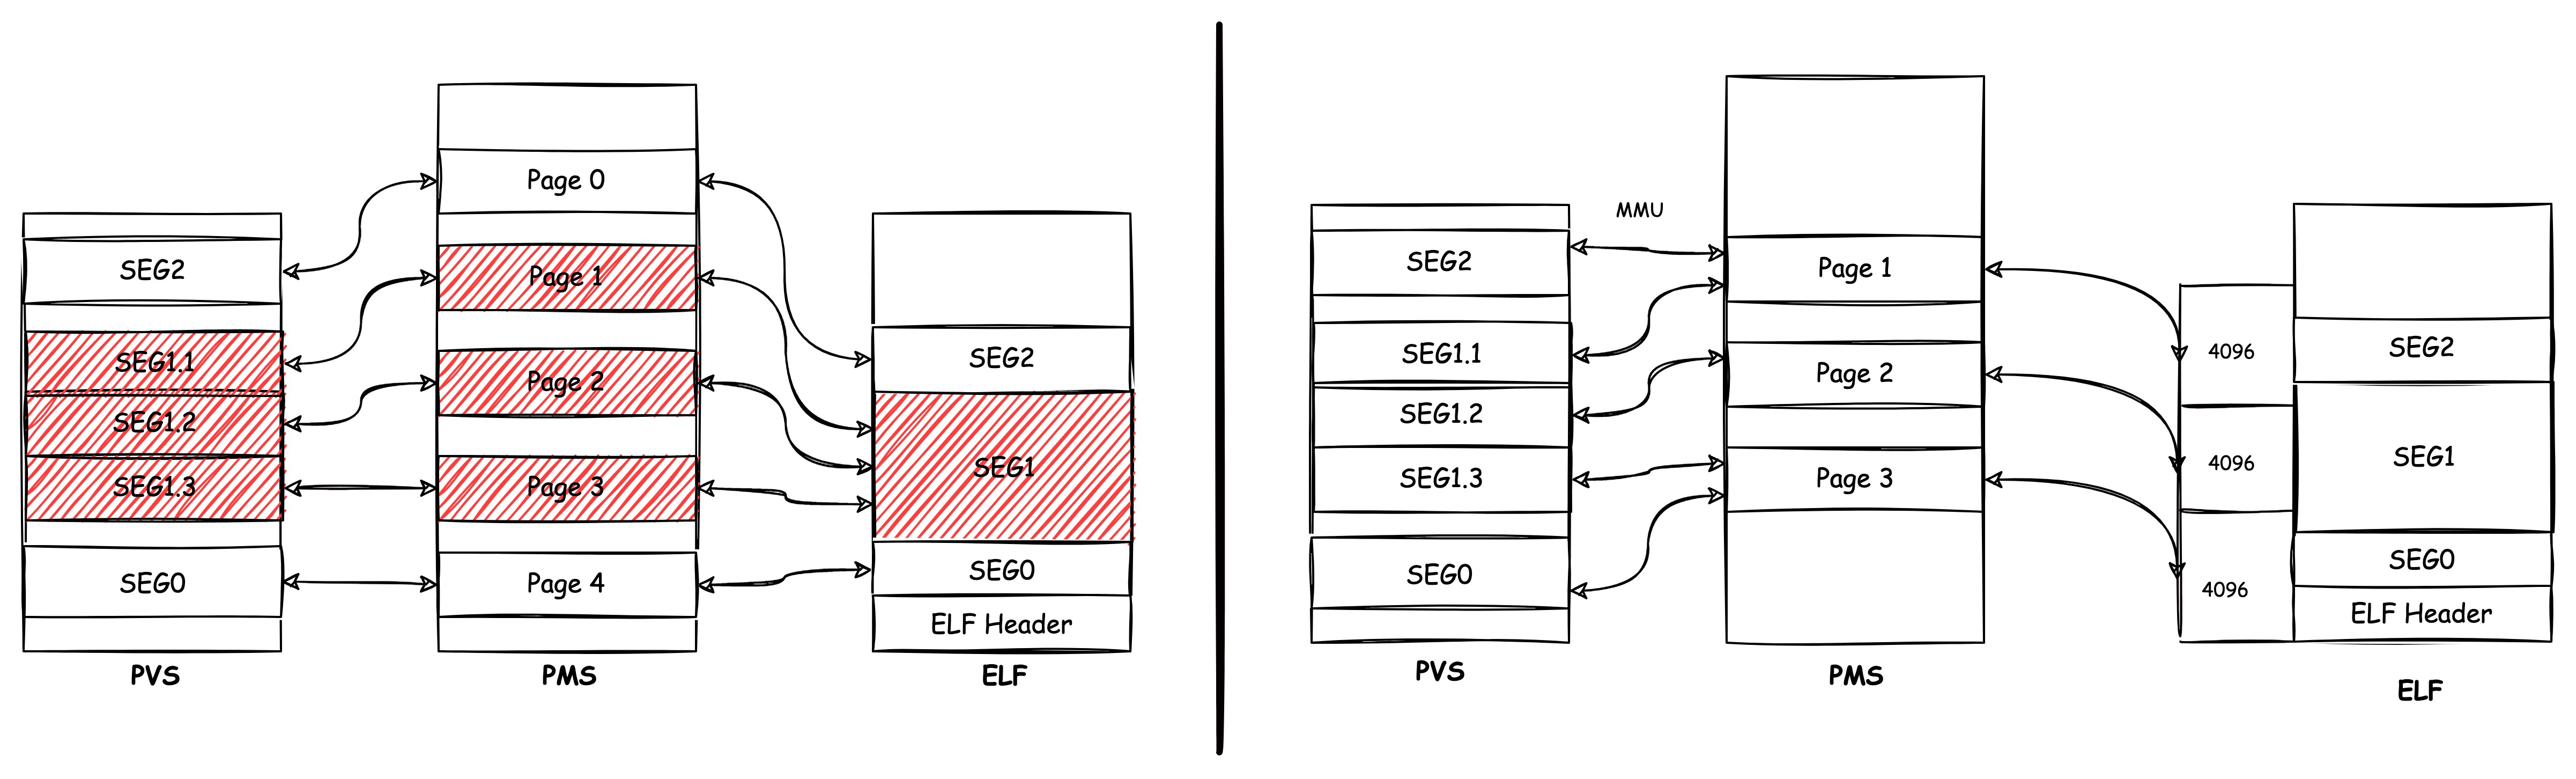 SEG2
SEG1.1
SEG1.2
SEG1.3
SEG0
PVS
Page 0
Page 1
Page 2
Page 3
Page 4
PMS
SEG2
SEG1
SEG0
ELF Header
ELF
SEG2
SEG1.1
SEG1.2
SEG1.3
SEG0
PVS
MMU
Page 1
Page 2
Page 3
PMS
4096
4096
4096
SEG2
SEG1
SEG0
ELF Header
ELF